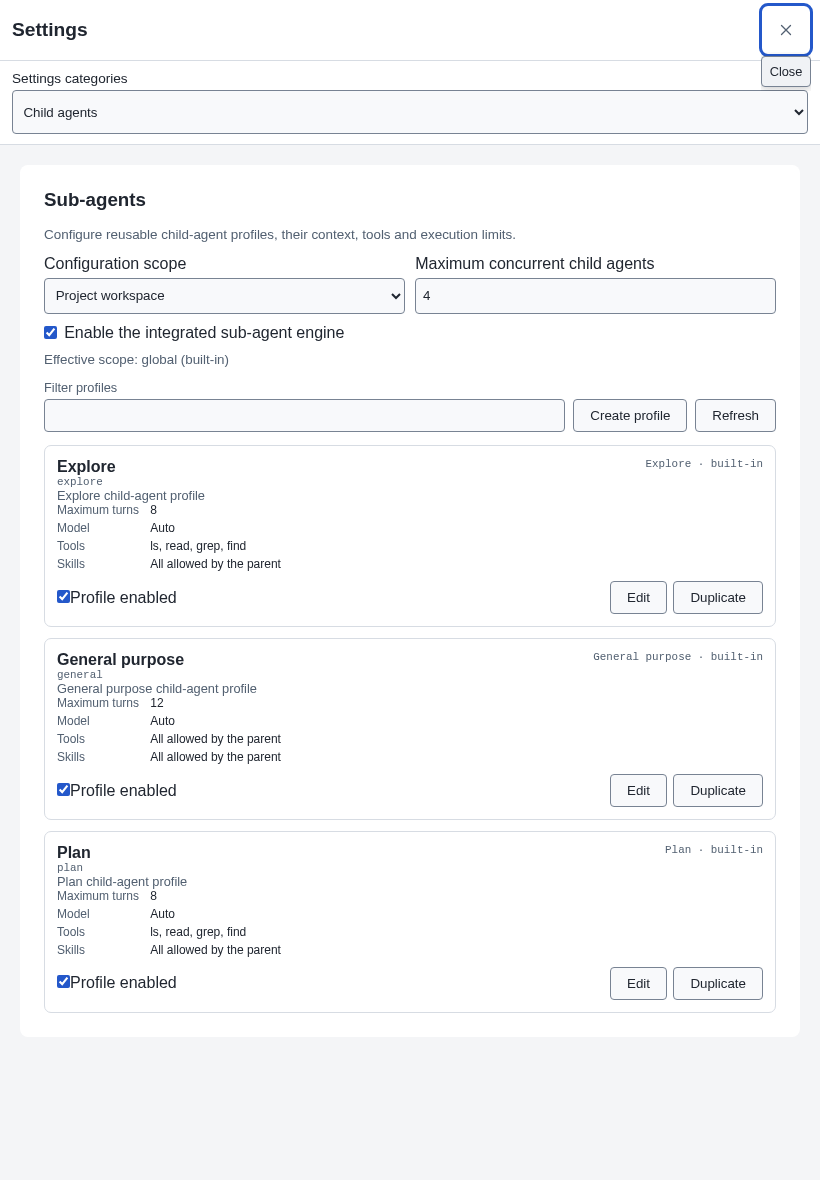 Settings
Close
Settings categories
Child agents
Sub-agents
Configure reusable child-agent profiles, their context, tools and execution limits.
Configuration scope
Maximum concurrent child agents
Project workspace
4
Enable the integrated sub-agent engine
Effective scope: global (built-in)
Filter profiles
Create profile
Refresh
Explore
Explore · built-in
explore
Explore child-agent profile
Maximum turns 8
Model Auto
Tools ls, read, grep, find
Skills All allowed by the parent
Profile enabled
Edit
Duplicate
General purpose
General purpose · built-in
general
General purpose child-agent profile
Maximum turns 12
Model Auto
Tools All allowed by the parent
Skills All allowed by the parent
Profile enabled
Edit
Duplicate
Plan
Plan · built-in
plan
Plan child-agent profile
Maximum turns 8
Model Auto
Tools ls, read, grep, find
Skills All allowed by the parent
Profile enabled
Edit
Duplicate